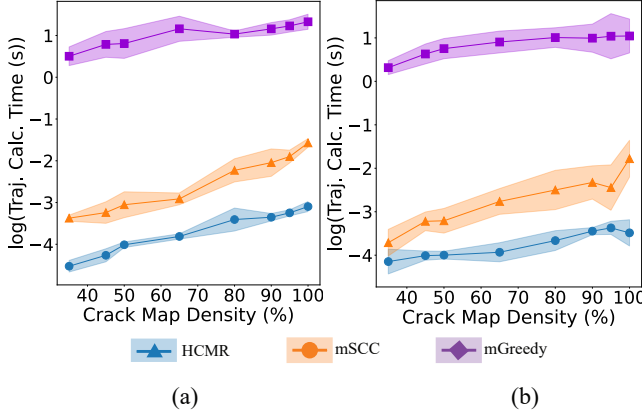 (a)
(b)
log(Traj. Calc. Time (s))
1
0
−1
−2
−3
−4
40 50 60 70 80 90 100
Crack Map Density (%)
log(Traj. Calc. Time (s))
1
0
−1
−2
−3
−4
40 50 60 70 80 90 100
Crack Map Density (%)
HCMR mSCC mGreedy
(a) (b)